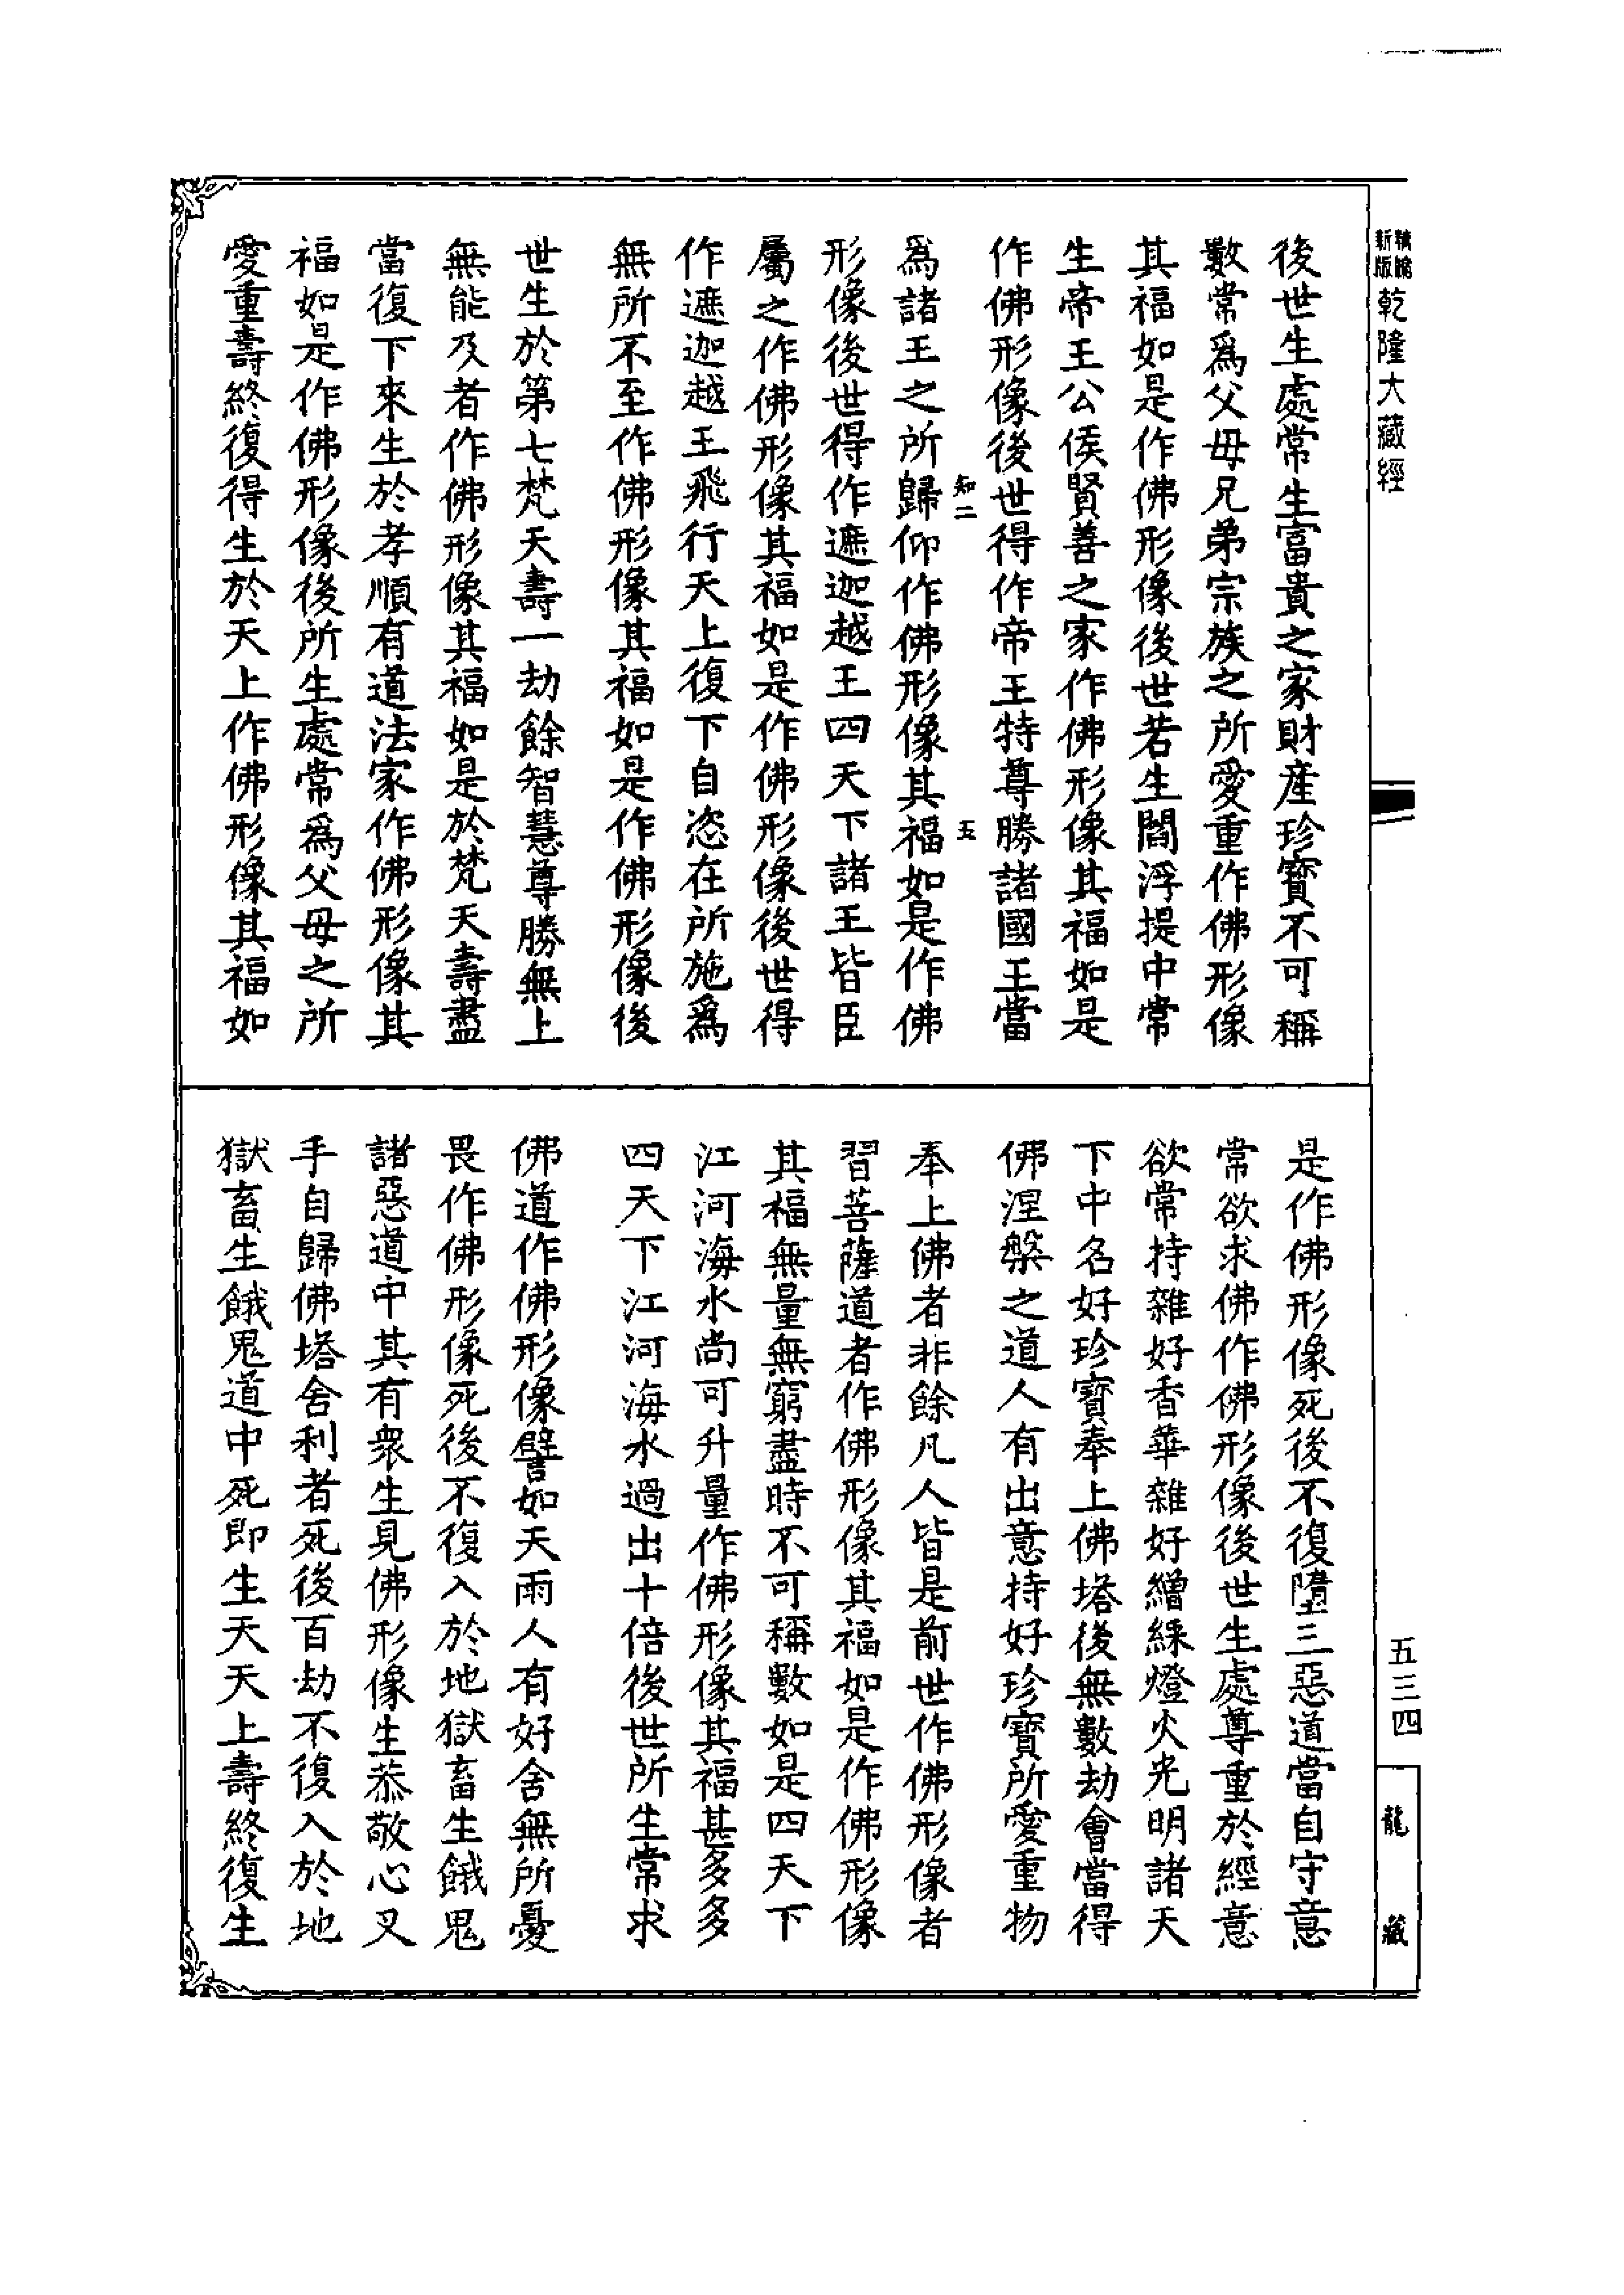 新版
乾隆大藏經
後世生處常生富貴之家財產珍寶不可稱
數常爲父母兄弟宗族之所愛重作佛形像
其福如是作佛形像後世若生閻浮提中常
生帝王公侯賢善之家作佛形像其福如是
作佛形像後世得作帝王特尊勝諸國王當
知二
五
爲諸王之所歸仰作佛形像其福如是作佛
形像後世得作遮迦越王四天下諸王皆臣
屬之作佛形像其福如是作佛形像後世得
作遮迦越王飛行天上復下自恣在所施爲
無所不至作佛形像其福如是作佛形像後
世生於第七梵天壽一劫餘智慧尊勝無上
無能及者作佛形像其福如是於梵天壽盡
當復下來生於孝順有道法家作佛形像其
福如是作佛形像後所生處常爲父母之所
愛重壽終復得生於天上作佛形像其福如
五三四
龍藏
是作佛形像死後不復墮三惡道當自守意
常欲求佛作佛形像後世生處尊重於經意
欲常持雜好香華雜好繒綵燈火光明諸天
下中名好珍寶奉上佛塔後無數劫會當得
佛涅槃之道人有出意持好珍寶所愛重物
奉上佛者非餘凡人皆是前世作佛形像者
習菩薩道者作佛形像其福如是作佛形像
其福無量無窮盡時不可稱數如是四天下
江河海水尚可升量作佛形像其福甚多多
四天下江河海水過出十倍後世所生常求
佛道作佛形像譬如天雨人有好舍無所憂
畏作佛形像死後不復入於地獄畜生餓鬼
諸惡道中其有衆生見佛形像生恭敬心叉
手自歸佛塔舍利者死後百劫不復入於地
獄畜生餓鬼道中死即生天天上壽終復生